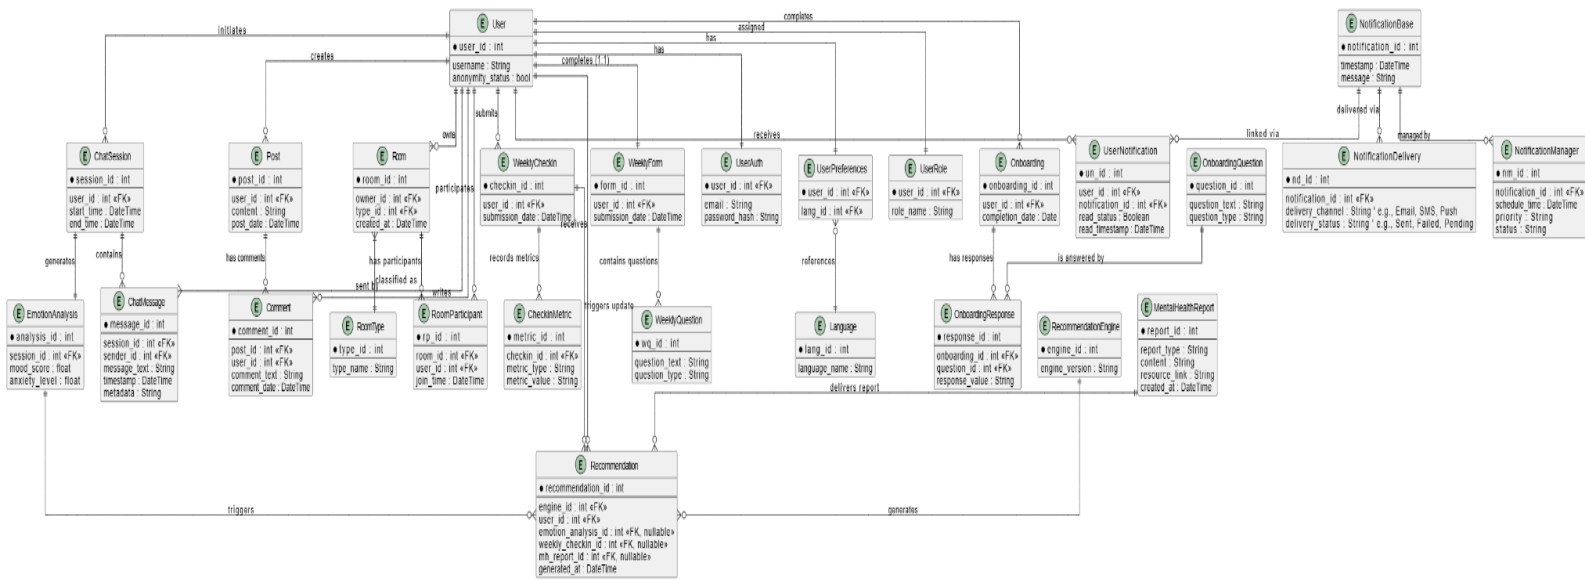 E User
● user_id : int
username : String
anonymity_status : bool
E NotificationBase
● notification_id : int
timestamp : DateTime
message : String
completes
assigned
has
has
completes (1:1)
initiates
creates
submits
owns
participates
receives
delivered via
linked via
managed by
E ChatSession
● session_id : int
user_id : int «FK»
start_time : DateTime
end_time : DateTime
E Post
● post_id : int
user_id : int «FK»
content : String
post_date : DateTime
E Room
● room_id : int
owner_id : int «FK»
type_id : int «FK»
created_at : DateTime
E WeeklyCheckin
● checkin_id : int
user_id : int «FK»
submission_date : DateTime
E WeeklyForm
● form_id : int
user_id : int «FK»
submission_date : DateTime
E UserAuth
● user_id : int «FK»
email : String
password_hash : String
E UserPreferences
● user_id : int «FK»
lang_id : int «FK»
E UserRole
● user_id : int «FK»
role_name : String
E Onboarding
● onboarding_id : int
user_id : int «FK»
completion_date : Date
E UserNotification
● un_id : int
user_id : int «FK»
notification_id : int «FK»
read_status : Boolean
read_timestamp : DateTime
E OnboardingQuestion
● question_id : int
question_text : String
question_type : String
E NotificationDelivery
● nd_id : int
notification_id : int «FK»
delivery_channel : String ' e.g., Email, SMS, Push
delivery_status : String ' e.g., Sent, Failed, Pending
E NotificationManager
● nm_id : int
notification_id : int «FK»
schedule_time : DateTime
priority : String
status : String
receives
generates
contains
has comments
has participants
classified as
sent by
writes
records metrics
contains questions
triggers update
references
has responses
is answered by
E EmotionAnalysis
● analysis_id : int
session_id : int «FK»
mood_score : float
anxiety_level : float
E ChatMessage
● message_id : int
session_id : int «FK»
sender_id : int «FK»
message_text : String
timestamp : DateTime
metadata : String
E Comment
● comment_id : int
post_id : int «FK»
user_id : int «FK»
comment_text : String
comment_date : DateTime
E RoomType
● type_id : int
type_name : String
E RoomParticipant
● rp_id : int
room_id : int «FK»
user_id : int «FK»
join_time : DateTime
E CheckinMetric
● metric_id : int
checkin_id : int «FK»
metric_type : String
metric_value : String
E WeeklyQuestion
● wq_id : int
question_text : String
question_type : String
E Language
● lang_id : int
language_name : String
E OnboardingResponse
● response_id : int
onboarding_id : int «FK»
question_id : int «FK»
response_value : String
E RecommendationEngine
● engine_id : int
engine_version : String
E MentalHealthReport
● report_id : int
report_type : String
content : String
resource_link : String
created_at : DateTime
delivers report
triggers
generates
E Recommendation
● recommendation_id : int
engine_id : int «FK»
user_id : int «FK»
emotion_analysis_id : int «FK, nullable»
weekly_checkin_id : int «FK, nullable»
mh_report_id : int «FK, nullable»
generated_at : DateTime